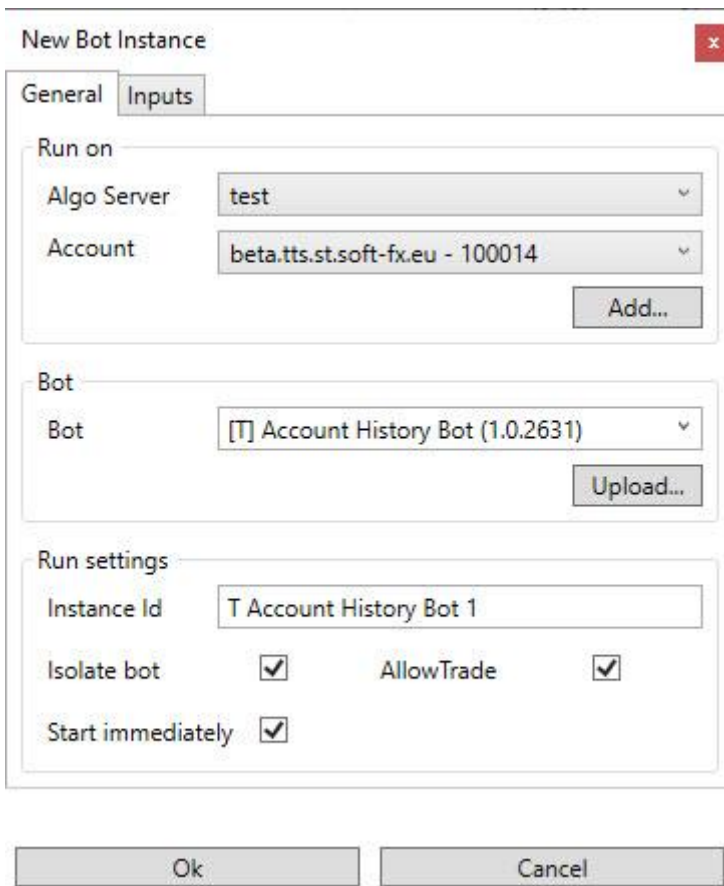 New Bot Instance
x
General Inputs
Run on
Algo Server test
Account beta.tts.st.soft-fx.eu - 100014
Add...
Bot
Bot [T] Account History Bot (1.0.2631)
Upload...
Run settings
Instance Id T Account History Bot 1
Isolate bot AllowTrade
Start immediately
Ok Cancel